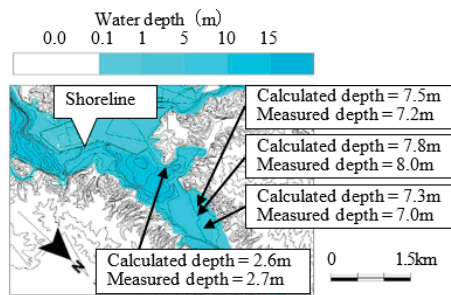 Water depth (m)
0.0 0.1 1 5 10 15
Shoreline
Calculated depth = 7.5m
Measured depth = 7.2m
Calculated depth = 7.8m
Measured depth = 8.0m
Calculated depth = 7.3m
Measured depth = 7.0m
Calculated depth = 2.6m
Measured depth = 2.7m
N
0 1.5km